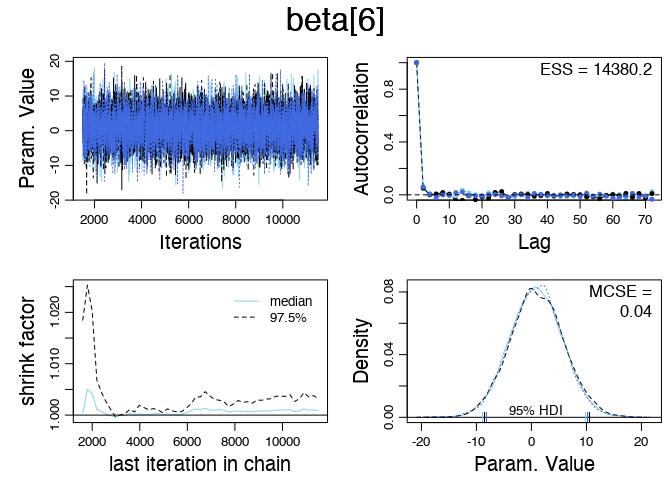 beta[6]
20
10
0
-10
-20
Param. Value
2000 4000 6000 8000 10000
Iterations
ESS = 14380.2
0.8
0.4
0.0
Autocorrelation
0 10 20 30 40 50 60 70
Lag
median
97.5%
1.020
1.010
1.000
shrink factor
2000 4000 6000 8000 10000
last iteration in chain
MCSE =
0.04
0.08
0.04
0.00
Density
95% HDI
-20 -10 0 10 20
Param. Value